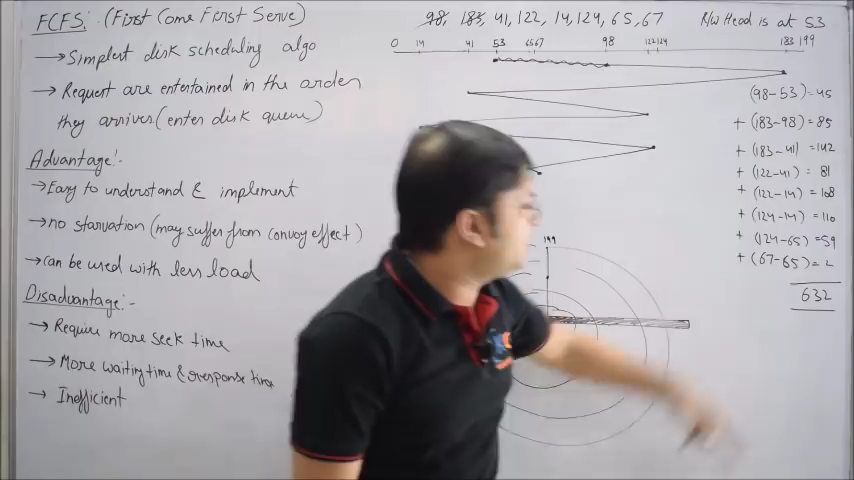 FCFS: (First Come First Serve)
→ Simplest disk scheduling algo
→ Request are entertained in the order
they arrives (enter disk queue)
Advantage:-
→ Easy to understand & implement
→ no starvation (may suffer from convoy effect)
→ can be used with less load
Disadvantage:-
→ Require more seek time
→ More waiting time & response time
→ Inefficient
98, 183, 41, 122, 14, 124, 65, 67
R/W Head is at 53
0 14 41 53 65 67 98 122 124 183 199
(98-53) = 45
+ (183-98) = 85
+ (183-41) = 142
+ (122-41) = 81
+ (122-14) = 108
+ (124-14) = 110
+ (124-65) = 59
+ (67-65) = 2
632
199